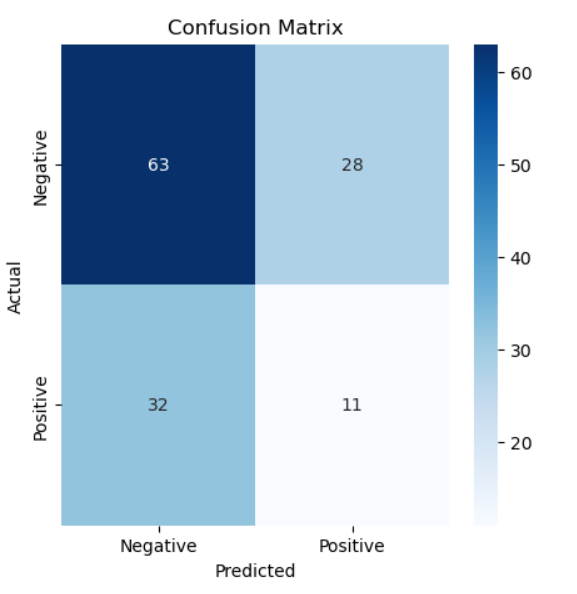 Confusion Matrix
Actual
Negative
63
28
Positive
32
11
Negative
Positive
Predicted
60
50
40
30
20